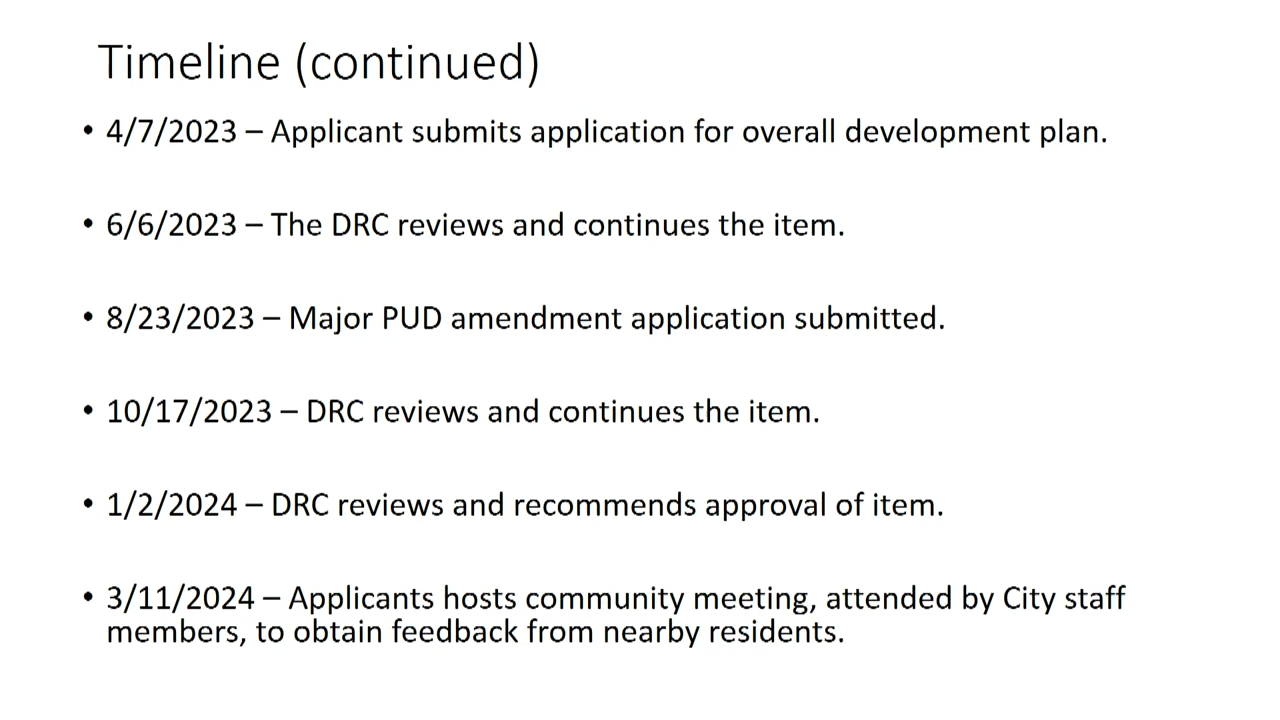 Timeline (continued)
• 4/7/2023 – Applicant submits application for overall development plan.
• 6/6/2023 – The DRC reviews and continues the item.
• 8/23/2023 – Major PUD amendment application submitted.
• 10/17/2023 – DRC reviews and continues the item.
• 1/2/2024 – DRC reviews and recommends approval of item.
• 3/11/2024 – Applicants hosts community meeting, attended by City staff
members, to obtain feedback from nearby residents.